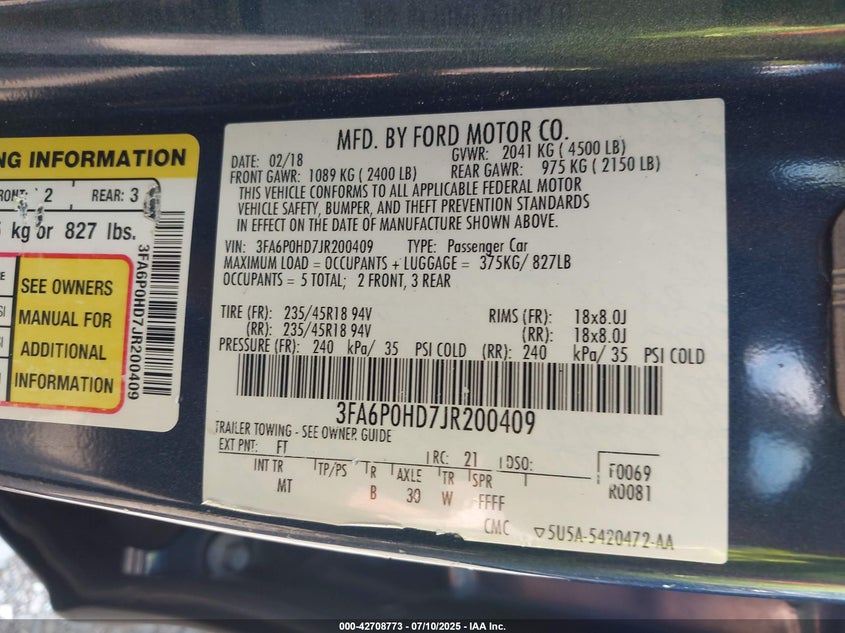 NG INFORMATION
FRONT: 2
REAR: 3
kg or 827 lbs.
SEE OWNERS
MANUAL FOR
ADDITIONAL
INFORMATION
3FA6P0HD7JR200409
MFD. BY FORD MOTOR CO.
DATE: 02/18 GVWR: 2041 KG ( 4500 LB)
FRONT GAWR: 1089 KG ( 2400 LB) REAR GAWR: 975 KG ( 2150 LB)
THIS VEHICLE CONFORMS TO ALL APPLICABLE FEDERAL MOTOR
VEHICLE SAFETY, BUMPER, AND THEFT PREVENTION STANDARDS
IN EFFECT ON THE DATE OF MANUFACTURE SHOWN ABOVE.
VIN: 3FA6P0HD7JR200409 TYPE: Passenger Car
MAXIMUM LOAD = OCCUPANTS + LUGGAGE = 375KG/ 827LB
OCCUPANTS = 5 TOTAL; 2 FRONT, 3 REAR
TIRE (FR): 235/45R18 94V RIMS (FR): 18x8.0J
(RR): 235/45R18 94V (RR): 18x8.0J
PRESSURE (FR): 240 kPa/ 35 PSI COLD (RR): 240 kPa/ 35 PSI COLD
3FA6P0HD7JR200409
TRAILER TOWING - SEE OWNER GUIDE
EXT PNT: FT RC: 21 DSO: F0069
INT TR TP/PS R AXLE TR SPR R0081
MT B 30 W FFFF
CMC 5U5A-5420472-AA
000-42708773 — 07/10/2025 — IAA Inc.